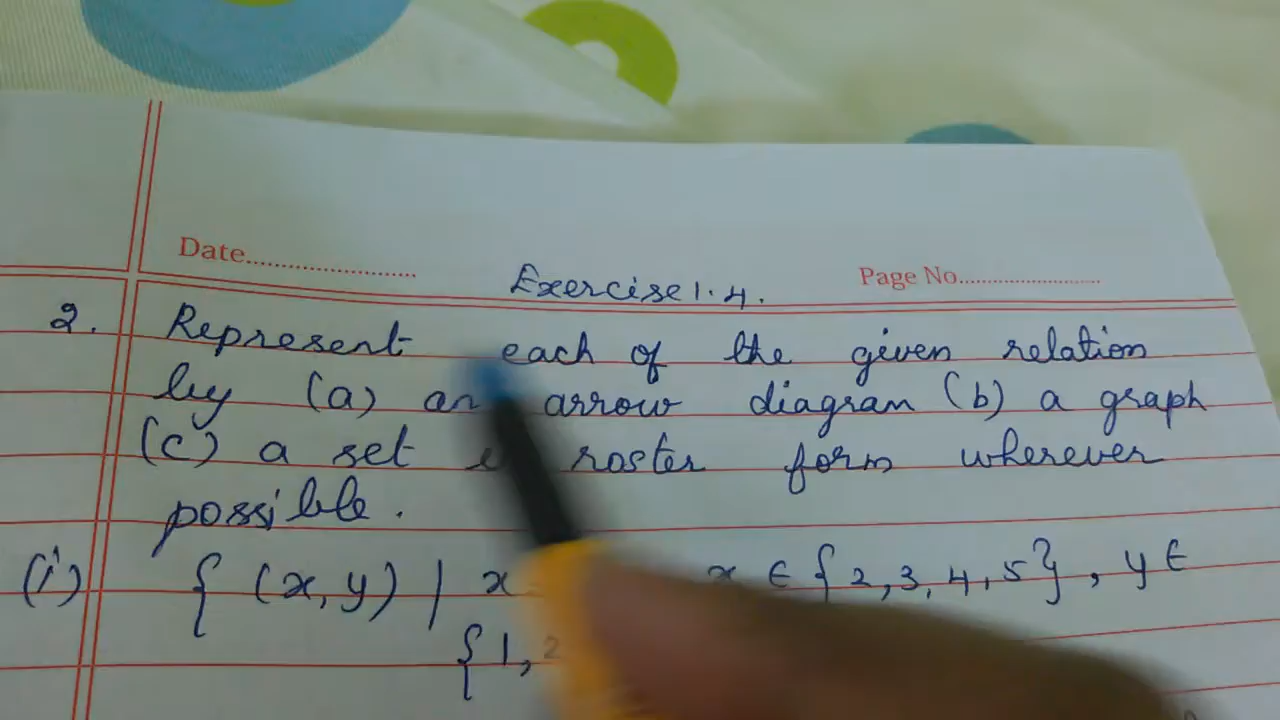 Date....................
Exercise 1.4.
Page No.....................
2. Represent each of the given relation
by (a) an arrow diagram (b) a graph
(c) a set roster form wherever
possible.
(i) { (x, y) | x x ∈ {2, 3, 4, 5}, y ∈
{1, 2